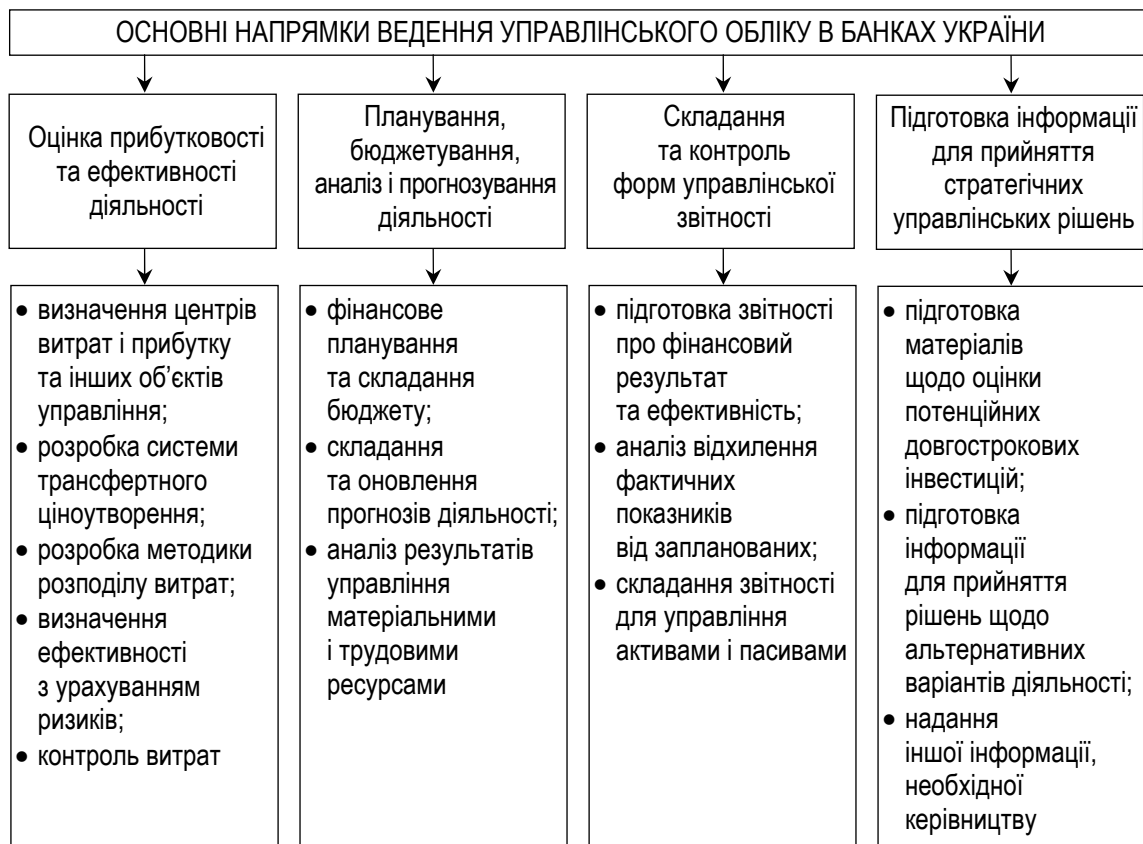 ОСНОВНІ НАПРЯМКИ ВЕДЕННЯ УПРАВЛІНСЬКОГО ОБЛІКУ В БАНКАХ УКРАЇНИ
Оцінка прибутковості
та ефективності
діяльності
Планування,
бюджетування,
аналіз і прогнозування
діяльності
Складання
та контроль
форм управлінської
звітності
Підготовка інформації
для прийняття
стратегічних
управлінських рішень
• визначення центрів
витрат і прибутку
та інших об’єктів
управління;
• розробка системи
трансфертного
ціноутворення;
• розробка методики
розподілу витрат;
• визначення
ефективності
з урахуванням
ризиків;
• контроль витрат
• фінансове
планування
та складання
бюджету;
• складання
та оновлення
прогнозів діяльності;
• аналіз результатів
управління
матеріальними
і трудовими
ресурсами
• підготовка звітності
про фінансовий
результат
та ефективність;
• аналіз відхилення
фактичних
показників
від запланованих;
• складання звітності
для управління
активами і пасивами
• підготовка
матеріалів
щодо оцінки
потенційних
довгострокових
інвестицій;
• підготовка
інформації
для прийняття
рішень щодо
альтернативних
варіантів діяльності;
• надання
іншої інформації,
необхідної
керівництву